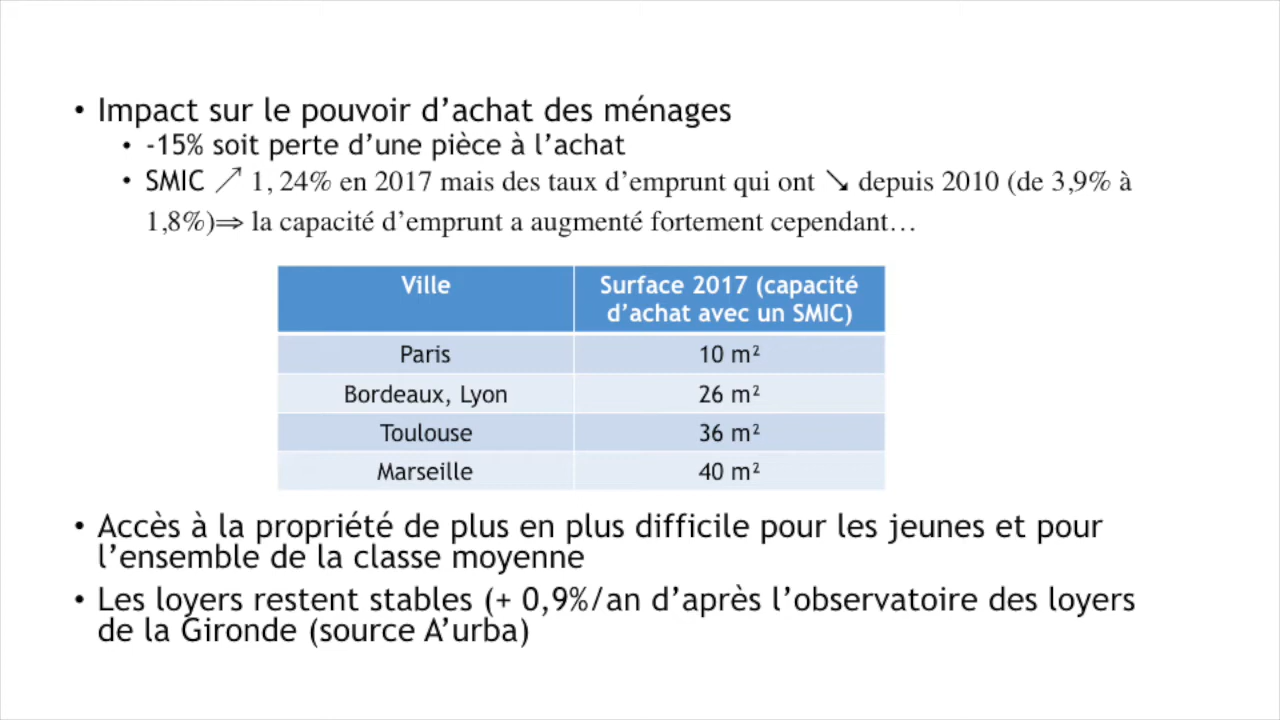 • Impact sur le pouvoir d’achat des ménages
• -15% soit perte d’une pièce à l’achat
• SMIC ↗ 1, 24% en 2017 mais des taux d’emprunt qui ont ↘ depuis 2010 (de 3,9% à
1,8%)⇒ la capacité d’emprunt a augmenté fortement cependant…
Ville Surface 2017 (capacité
d’achat avec un SMIC)
Paris 10 m²
Bordeaux, Lyon 26 m²
Toulouse 36 m²
Marseille 40 m²
• Accès à la propriété de plus en plus difficile pour les jeunes et pour
l’ensemble de la classe moyenne
• Les loyers restent stables (+ 0,9%/an d’après l’observatoire des loyers
de la Gironde (source A’urba)